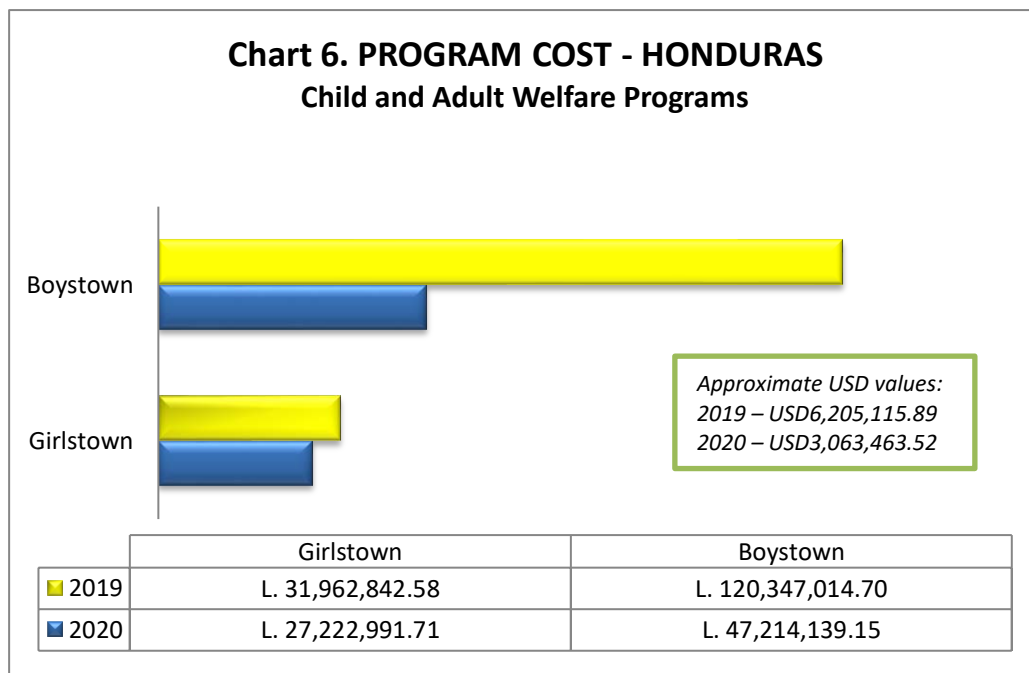 Chart 6. PROGRAM COST - HONDURAS
Child and Adult Welfare Programs
Boystown
Girlstown
Approximate USD values:
2019 – USD6,205,115.89
2020 – USD3,063,463.52
Girlstown Boystown
2019 L. 31,962,842.58 L. 120,347,014.70
2020 L. 27,222,991.71 L. 47,214,139.15